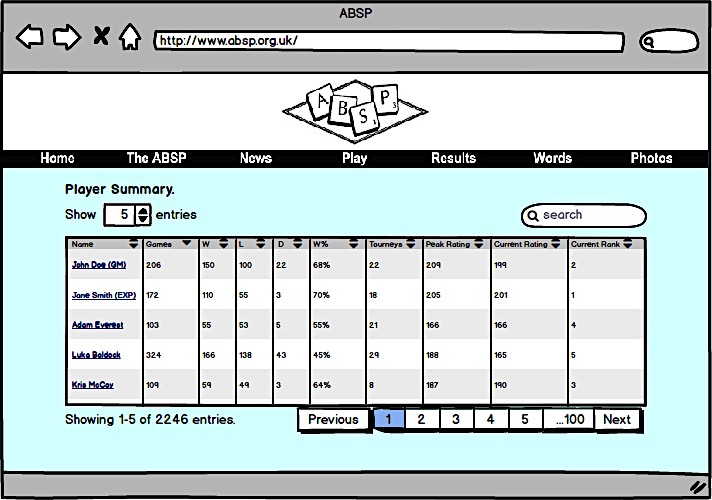 ABSP
http://www.absp.org.uk/
A B S P
Home The ABSP News Play Results Words Photos
Player Summary.
Show 5 entries search
Name Games W L D W% Tourneys Peak Rating Current Rating Current Rank
John Doe (GM) 206 150 100 22 68% 22 209 199 2
Jane Smith (EXP) 172 110 55 3 70% 18 205 201 1
Adam Everest 103 55 53 5 55% 21 166 166 4
Luke Baldock 324 166 138 43 45% 29 188 165 5
Kris McCoy 109 59 49 3 64% 8 187 190 3
Showing 1-5 of 2246 entries. Previous 1 2 3 4 5 ...100 Next